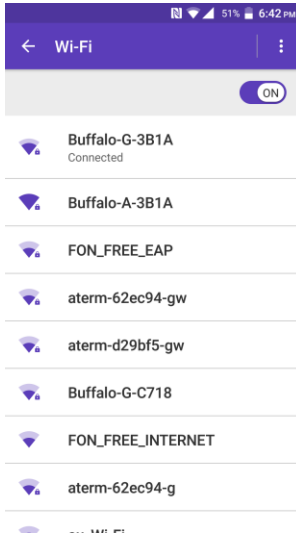 51% 6:42 PM
Wi-Fi
ON
Buffalo-G-3B1A
Connected
Buffalo-A-3B1A
FON_FREE_EAP
aterm-62ec94-gw
aterm-d29bf5-gw
Buffalo-G-C718
FON_FREE_INTERNET
aterm-62ec94-g